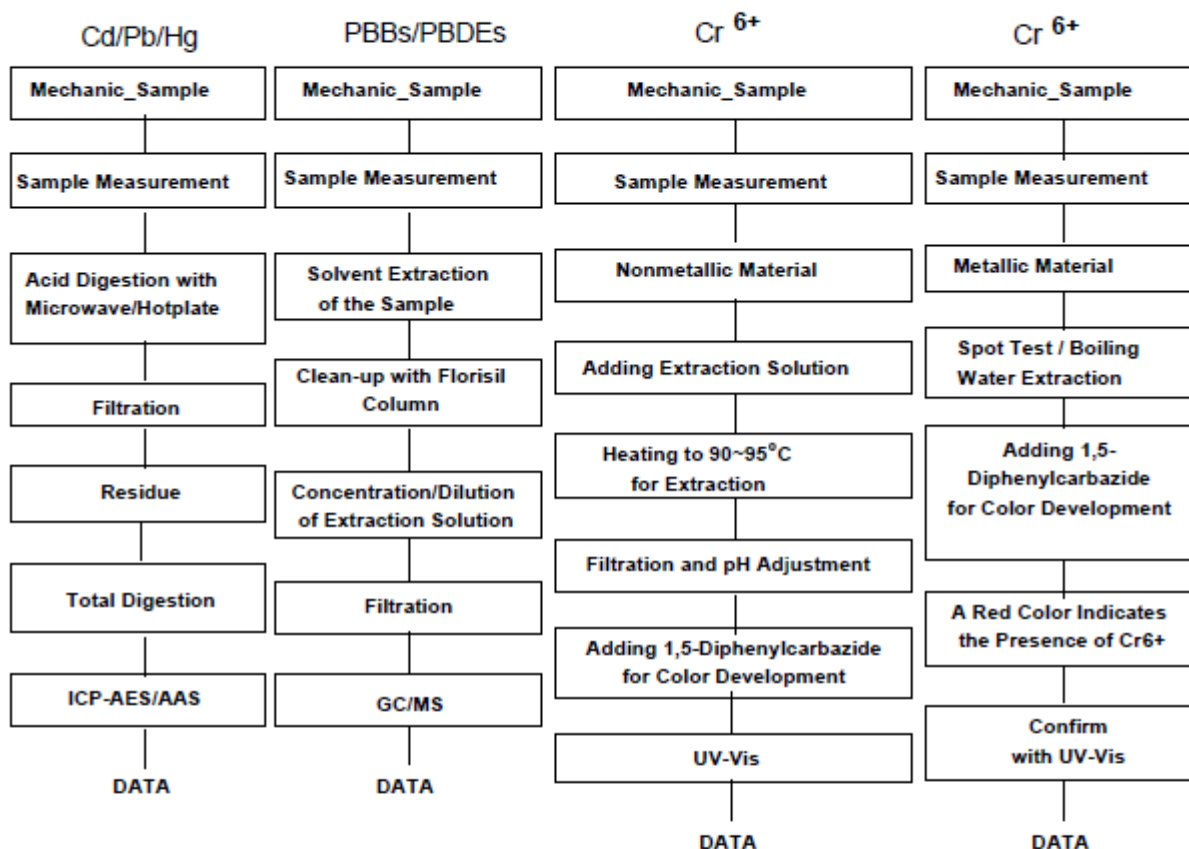 Cd/Pb/Hg
Mechanic_Sample
Sample Measurement
Acid Digestion with
Microwave/Hotplate
Filtration
Residue
Total Digestion
ICP-AES/AAS
DATA
PBBs/PBDEs
Mechanic_Sample
Sample Measurement
Solvent Extraction
of the Sample
Clean-up with Florisil
Column
Concentration/Dilution
of Extraction Solution
Filtration
GC/MS
DATA
Cr 6+
Mechanic_Sample
Sample Measurement
Nonmetallic Material
Adding Extraction Solution
Heating to 90~95°C
for Extraction
Filtration and pH Adjustment
Adding 1,5-Diphenylcarbazide
for Color Development
UV-Vis
DATA
Cr 6+
Mechanic_Sample
Sample Measurement
Metallic Material
Spot Test / Boiling
Water Extraction
Adding 1,5-
Diphenylcarbazide
for Color Development
A Red Color Indicates
the Presence of Cr6+
Confirm
with UV-Vis
DATA